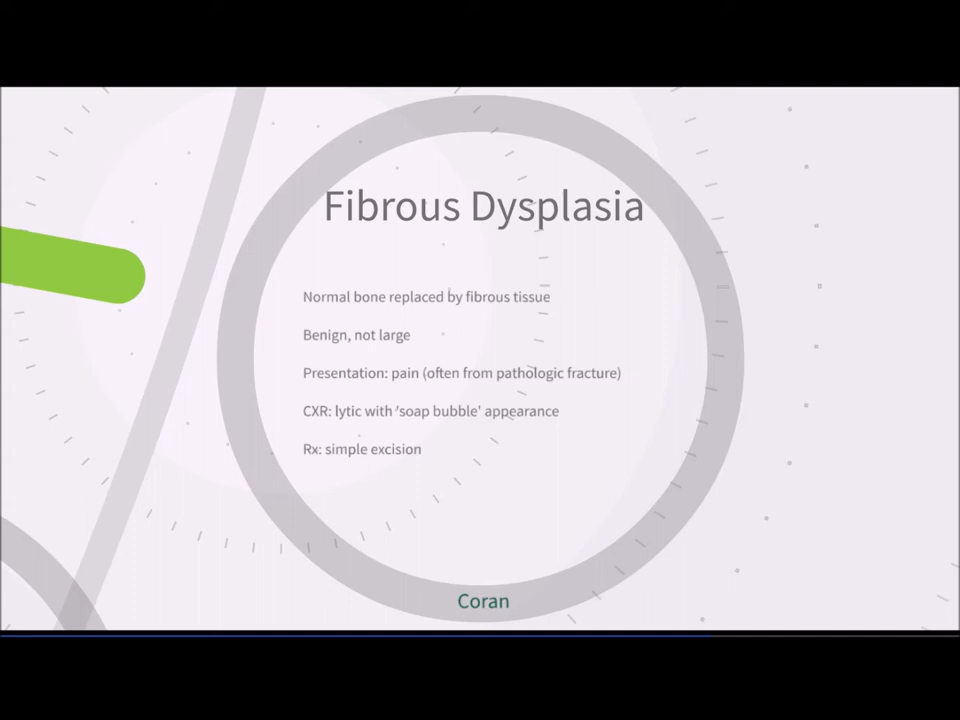 Fibrous Dysplasia
Normal bone replaced by fibrous tissue
Benign, not large
Presentation: pain (often from pathologic fracture)
CXR: lytic with 'soap bubble' appearance
Rx: simple excision
Coran